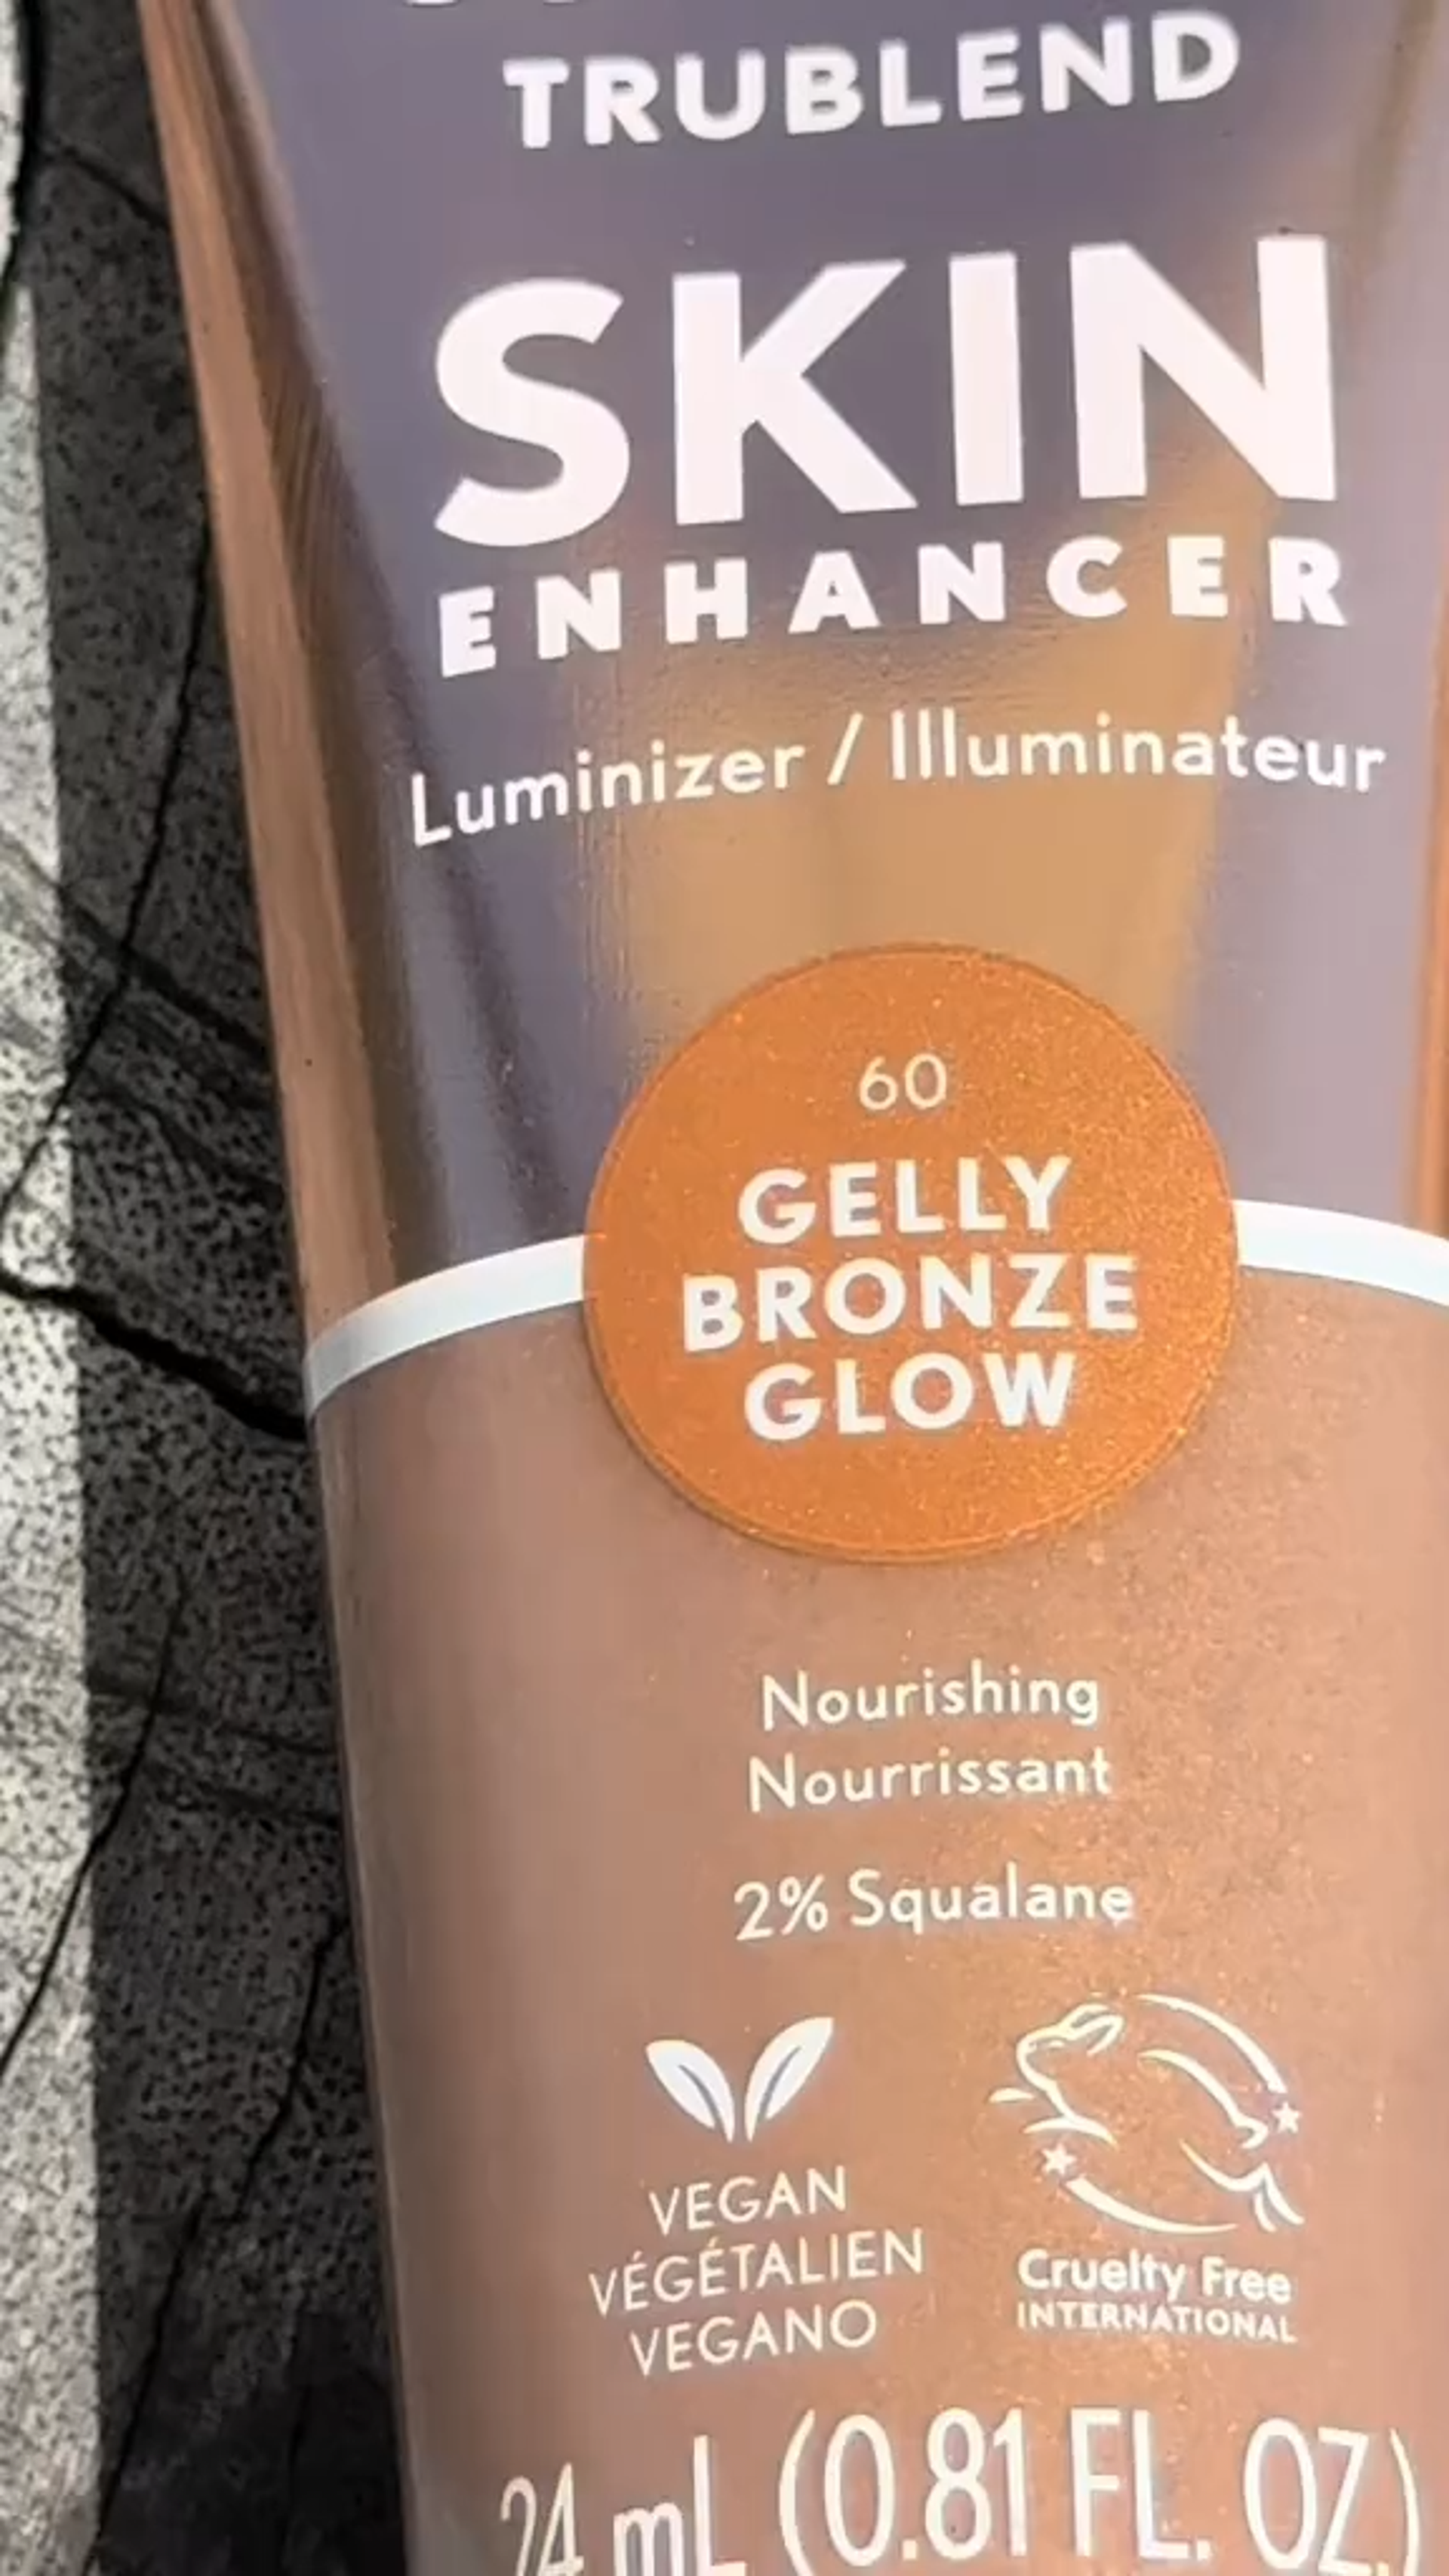 TRUBLEND
SKIN
ENHANCER
Luminizer / Illuminateur
60
GELLY
BRONZE
GLOW
Nourishing
Nourrissant
2% Squalane
VEGAN
VÉGÉTALIEN
VEGANO
Cruelty Free
INTERNATIONAL
24 mL (0.81 FL. OZ.)